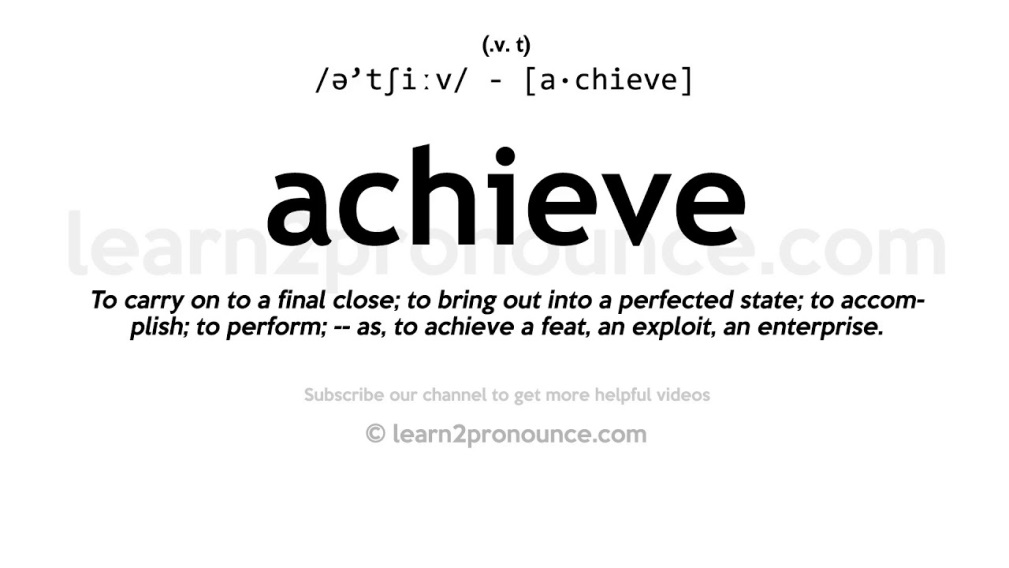 (.v. t)
/ə’tʃiːv/ - [a·chieve]
achieve
learn2pronounce.com
To carry on to a final close; to bring out into a perfected state; to accom-
plish; to perform; -- as, to achieve a feat, an exploit, an enterprise.
Subscribe our channel to get more helpful videos
© learn2pronounce.com